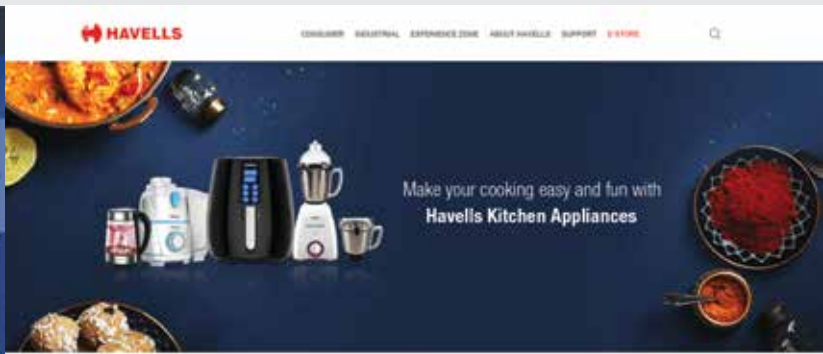 HAVELLS
CONSUMER INDUSTRIAL EXPERIENCE ZONE ABOUT HAVELLS SUPPORT E-STORE
Make your cooking easy and fun with
Havells Kitchen Appliances